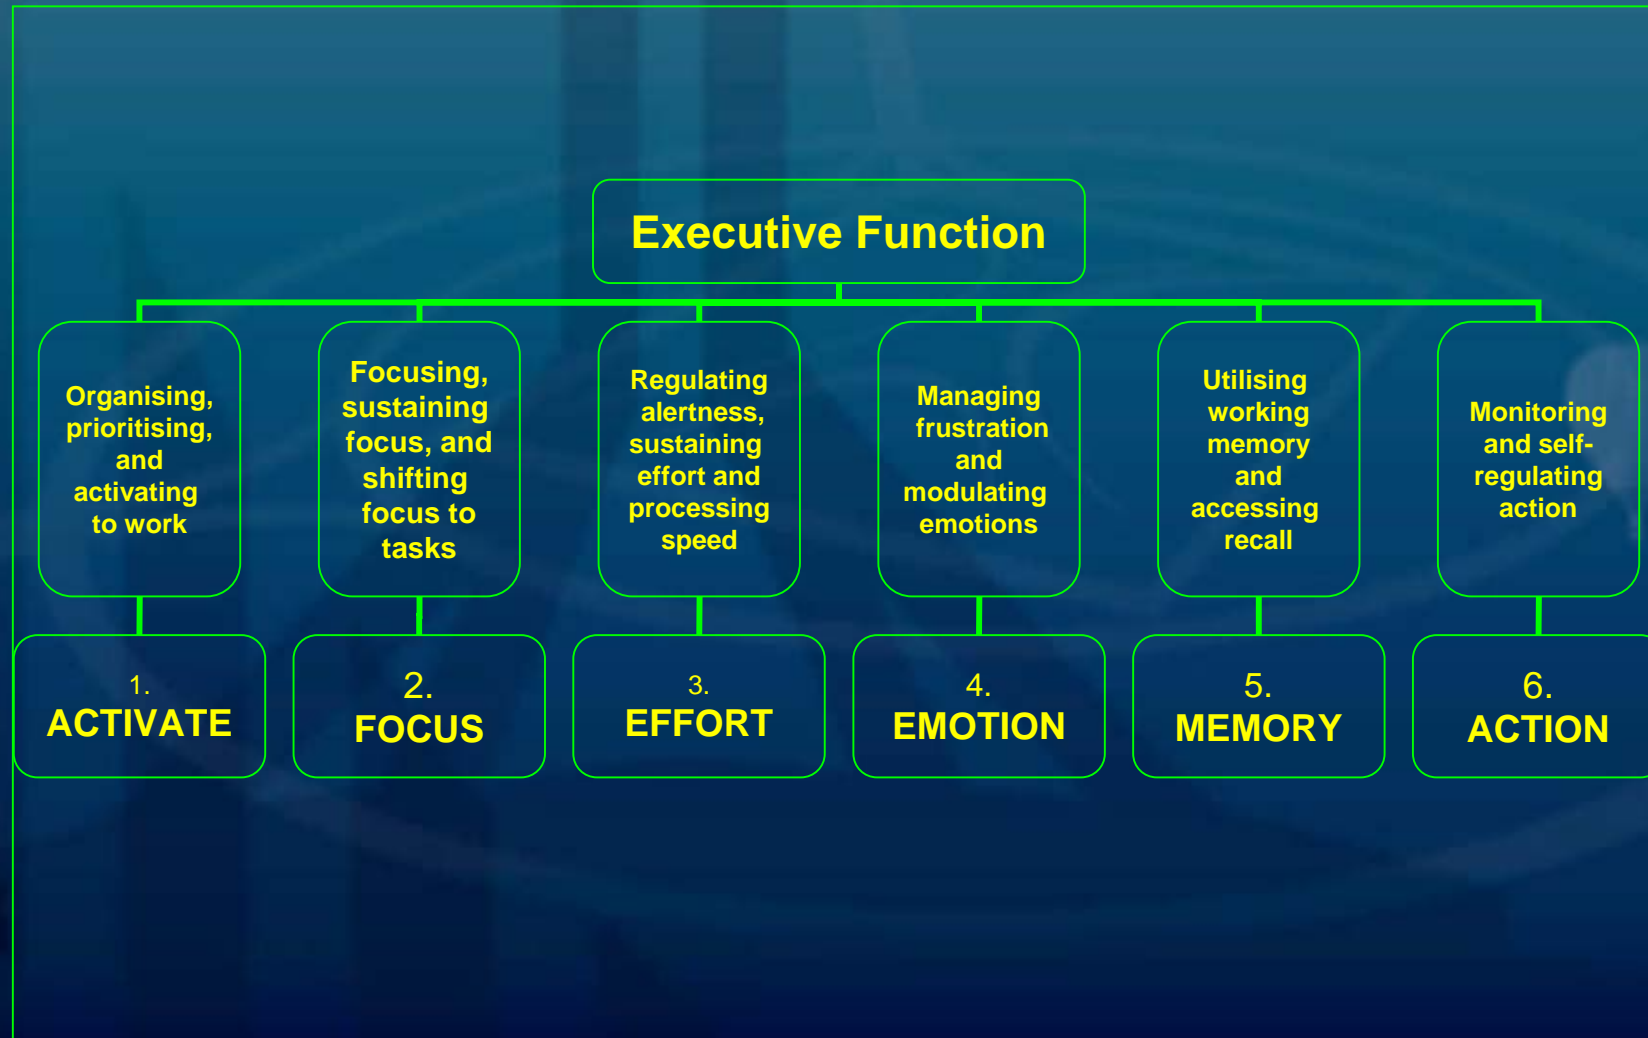 Executive Function
Organising,
prioritising,
and
activating
to work
Focusing,
sustaining
focus, and
shifting
focus to
tasks
Regulating
alertness,
sustaining
effort and
processing
speed
Managing
frustration
and
modulating
emotions
Utilising
working
memory
and
accessing
recall
Monitoring
and self-
regulating
action
1.
ACTIVATE
2.
FOCUS
3.
EFFORT
4.
EMOTION
5.
MEMORY
6.
ACTION